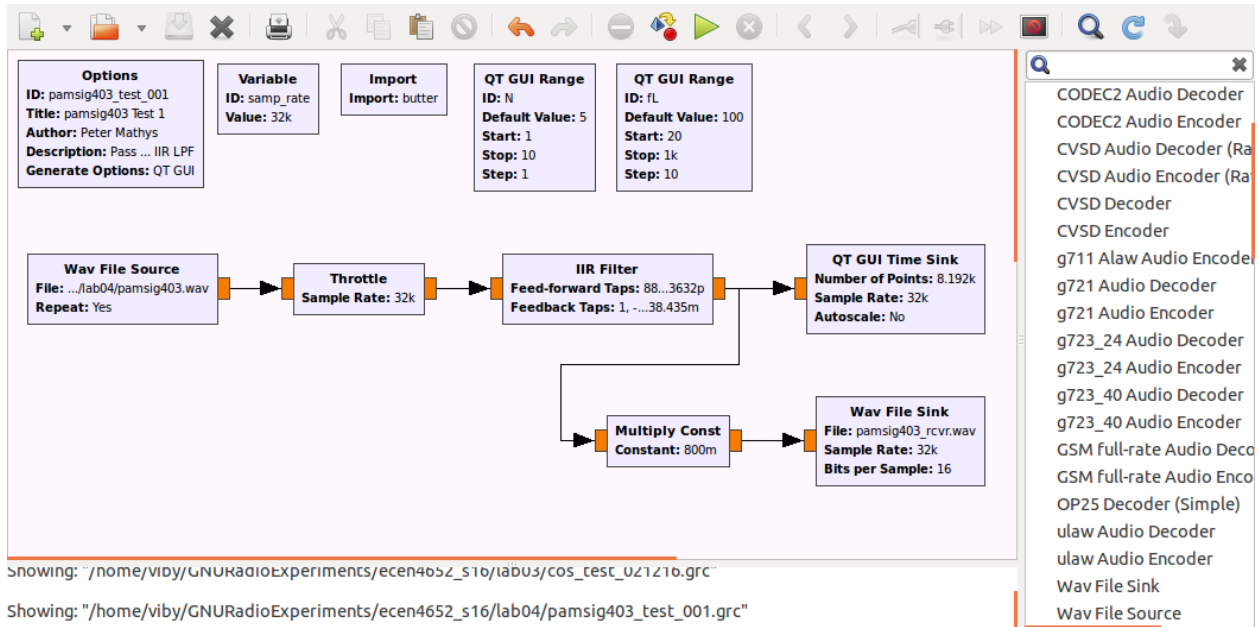 Options
ID: pamsig403_test_001
Title: pamsig403 Test 1
Author: Peter Mathys
Description: Pass ... IIR LPF
Generate Options: QT GUI
Variable
ID: samp_rate
Value: 32k
Import
Import: butter
QT GUI Range
ID: N
Default Value: 5
Start: 1
Stop: 10
Step: 1
QT GUI Range
ID: fL
Default Value: 100
Start: 20
Stop: 1k
Step: 10
Wav File Source
File: .../lab04/pamsig403.wav
Repeat: Yes
Throttle
Sample Rate: 32k
IIR Filter
Feed-forward Taps: 88...3632p
Feedback Taps: 1, -...38.435m
QT GUI Time Sink
Number of Points: 8.192k
Sample Rate: 32k
Autoscale: No
Multiply Const
Constant: 800m
Wav File Sink
File: pamsig403_rcvr.wav
Sample Rate: 32k
Bits per Sample: 16
CODEC2 Audio Decoder
CODEC2 Audio Encoder
CVSD Audio Decoder (Ra
CVSD Audio Encoder (Ra
CVSD Decoder
CVSD Encoder
g711 Alaw Audio Encode
g721 Audio Decoder
g721 Audio Encoder
g723_24 Audio Decoder
g723_24 Audio Encoder
g723_40 Audio Decoder
g723_40 Audio Encoder
GSM full-rate Audio Deco
GSM full-rate Audio Enco
OP25 Decoder (Simple)
ulaw Audio Decoder
ulaw Audio Encoder
Wav File Sink
Wav File Source
Showing: "/home/viby/GNURadioExperiments/ecen4652_s16/lab03/cos_test_021216.grc"
Showing: "/home/viby/GNURadioExperiments/ecen4652_s16/lab04/pamsig403_test_001.grc"